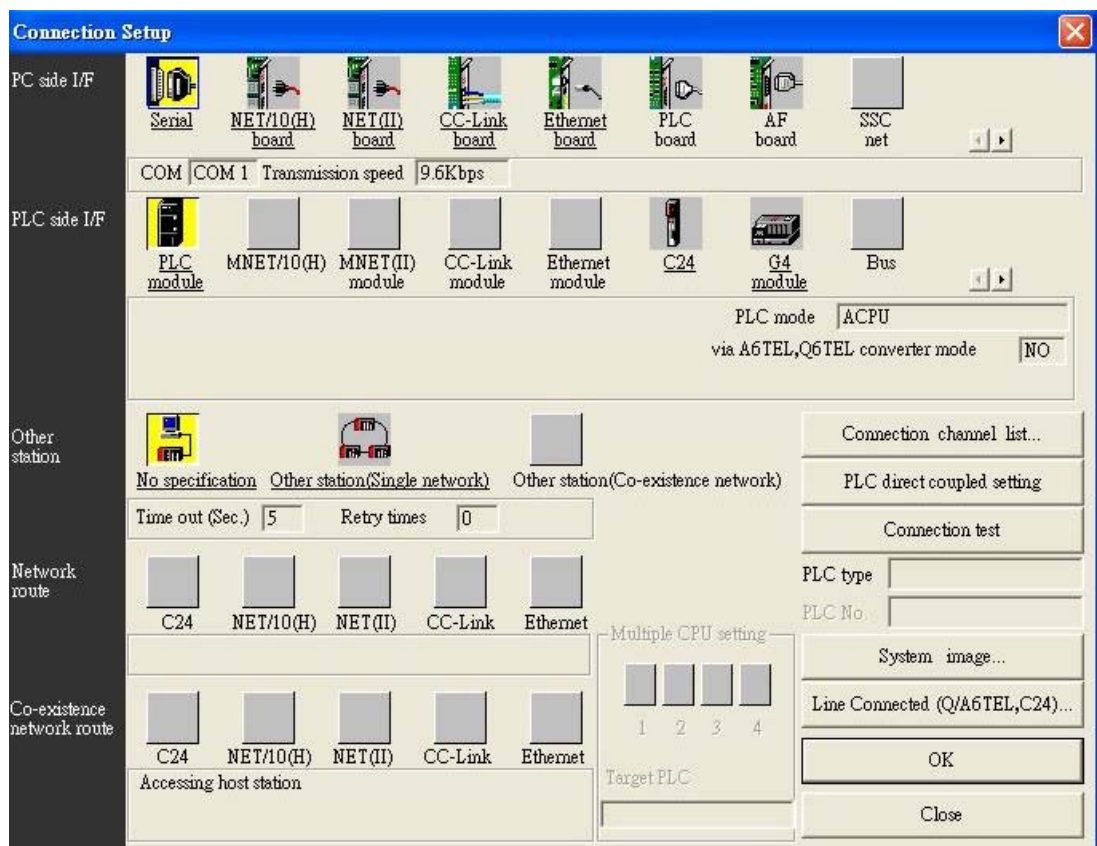 Connection Setup
PC side I/F
Serial NET/10(H) board NET(II) board CC-Link board Ethernet board PLC board AF board SSC net
COM COM 1 Transmission speed 9.6Kbps
PLC side I/F
PLC module MNET/10(H) MNET(II) module CC-Link module Ethernet module C24 G4 module Bus
PLC mode ACPU
via A6TEL,Q6TEL converter mode NO
Other station
No specification Other station(Single network) Other station(Co-existence network)
Time out (Sec.) 5 Retry times 0
Connection channel list...
PLC direct coupled setting
Connection test
PLC type
PLC No.
System image...
Line Connected (Q/A6TEL,C24)...
OK
Close
Network route
C24 NET/10(H) NET(II) CC-Link Ethernet
Multiple CPU setting
1 2 3 4
Target PLC
Co-existence network route
C24 NET/10(H) NET(II) CC-Link Ethernet
Accessing host station